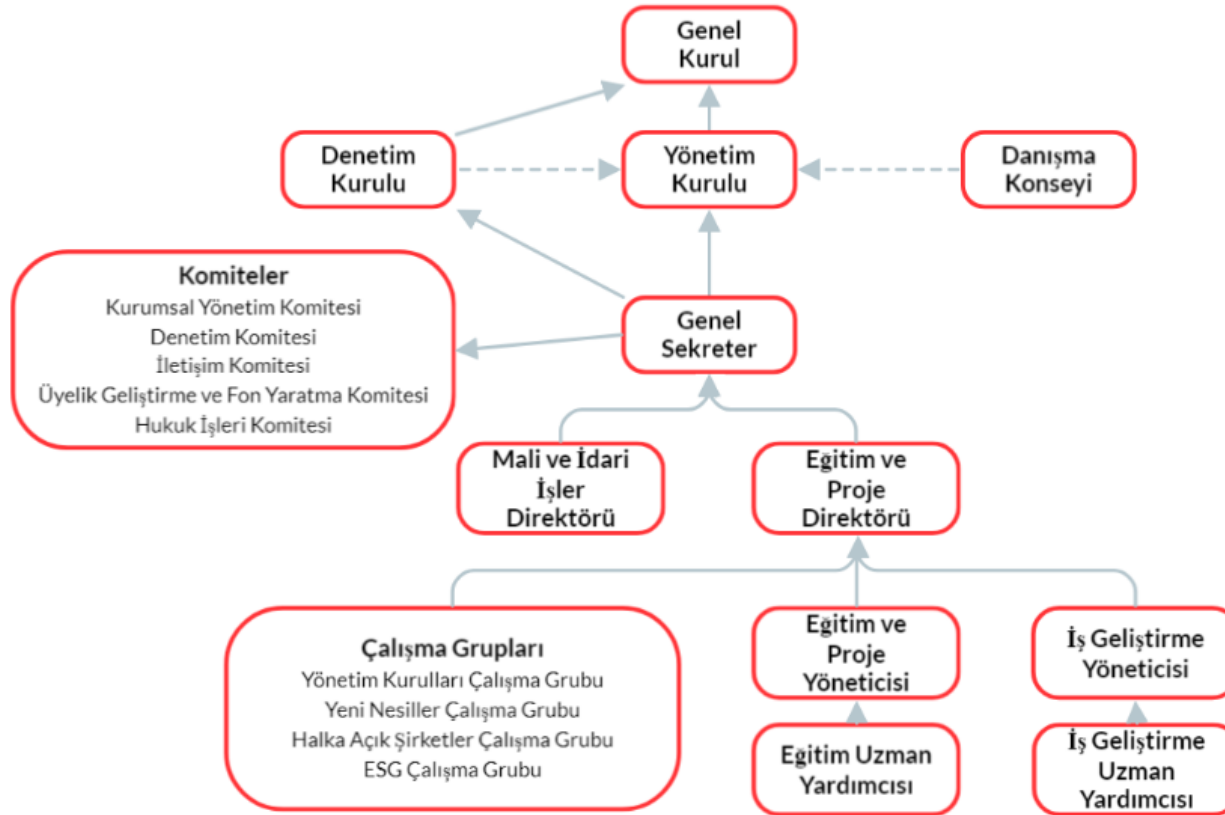 Genel
Kurul
Denetim
Kurulu
Yönetim
Kurulu
Danışma
Konseyi
Komiteler
Kurumsal Yönetim Komitesi
Denetim Komitesi
İletişim Komitesi
Üyelik Geliştirme ve Fon Yaratma Komitesi
Hukuk İşleri Komitesi
Genel
Sekreter
Mali ve İdari
İşler
Direktörü
Eğitim ve
Proje
Direktörü
Çalışma Grupları
Yönetim Kurulları Çalışma Grubu
Yeni Nesiller Çalışma Grubu
Halka Açık Şirketler Çalışma Grubu
ESG Çalışma Grubu
Eğitim ve
Proje
Yöneticisi
İş Geliştirme
Yöneticisi
Eğitim Uzman
Yardımcısı
İş Geliştirme
Uzman
Yardımcısı